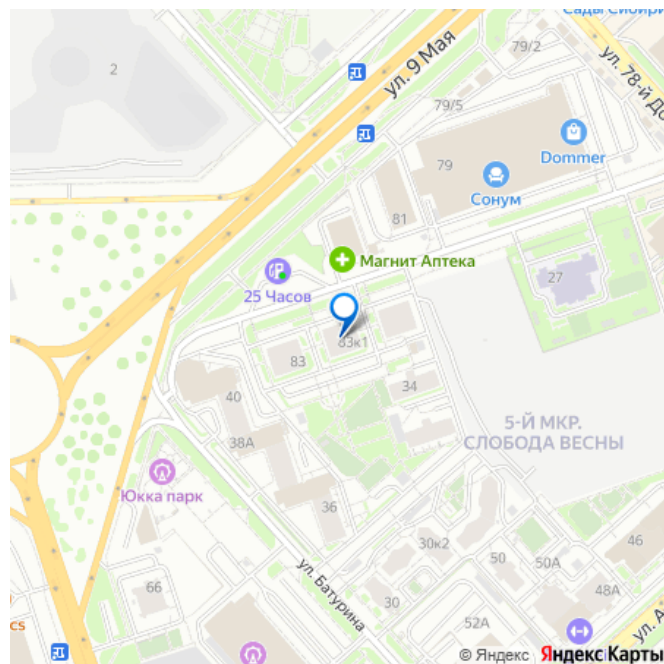 Сады Сибири
79/2
2
ул. 9 Мая
ул. 78-й До
79/5
Dommer
79
Сонум
81
Магнит Аптека
27
25 Часов
83к1
83
34
40
5-Й МКР.
СЛОБОДА ВЕСНЫ
38А
Юкка парк
36
30к2
46
50
50А
66
ул. Батурина
48А
30
52А
ул. А
cs
© Яндекс Яндекс Карты